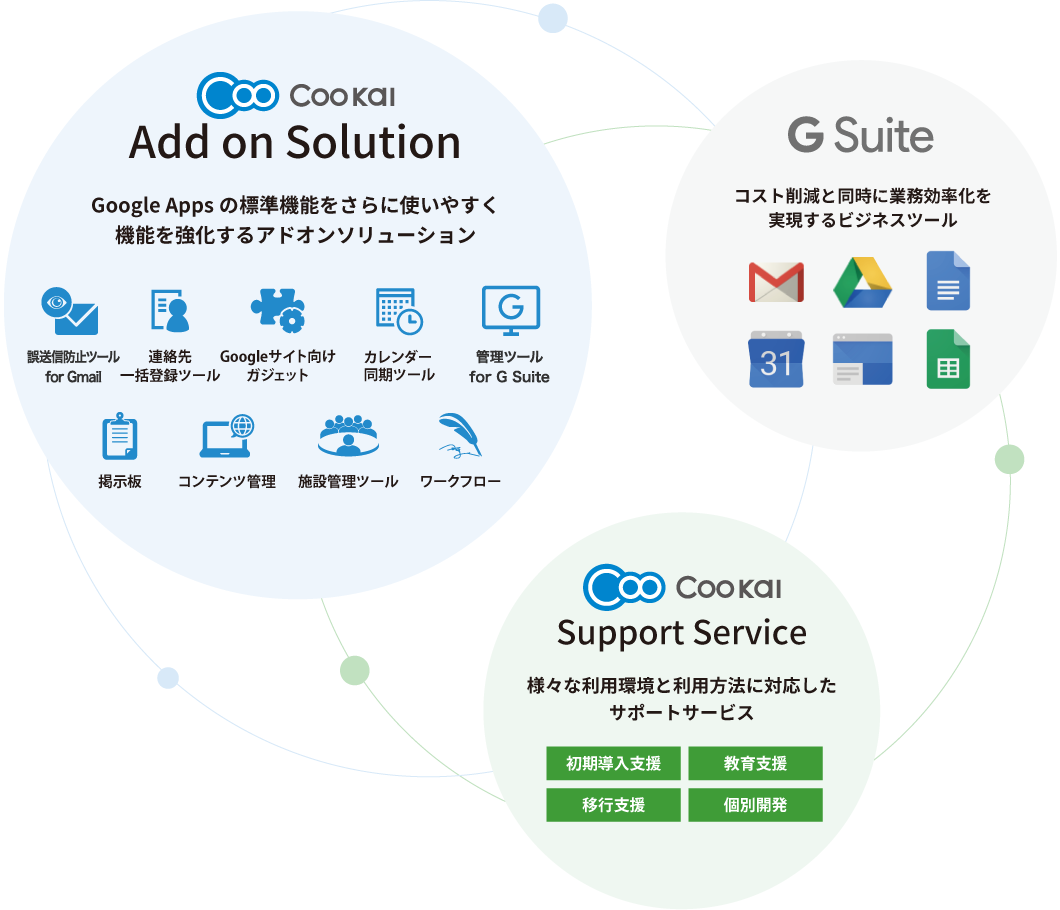 CooKai
Add on Solution
Google Apps の標準機能をさらに使いやすく
機能を強化するアドオンソリューション
誤送信防止ツール
for Gmail
連絡先
一括登録ツール
Googleサイト向け
ガジェット
カレンダー
同期ツール
G
管理ツール
for G Suite
掲示板
コンテンツ管理
施設管理ツール
ワークフロー
G Suite
コスト削減と同時に業務効率化を
実現するビジネスツール
31
CooKai
Support Service
様々な利用環境と利用方法に対応した
サポートサービス
初期導入支援
教育支援
移行支援
個別開発